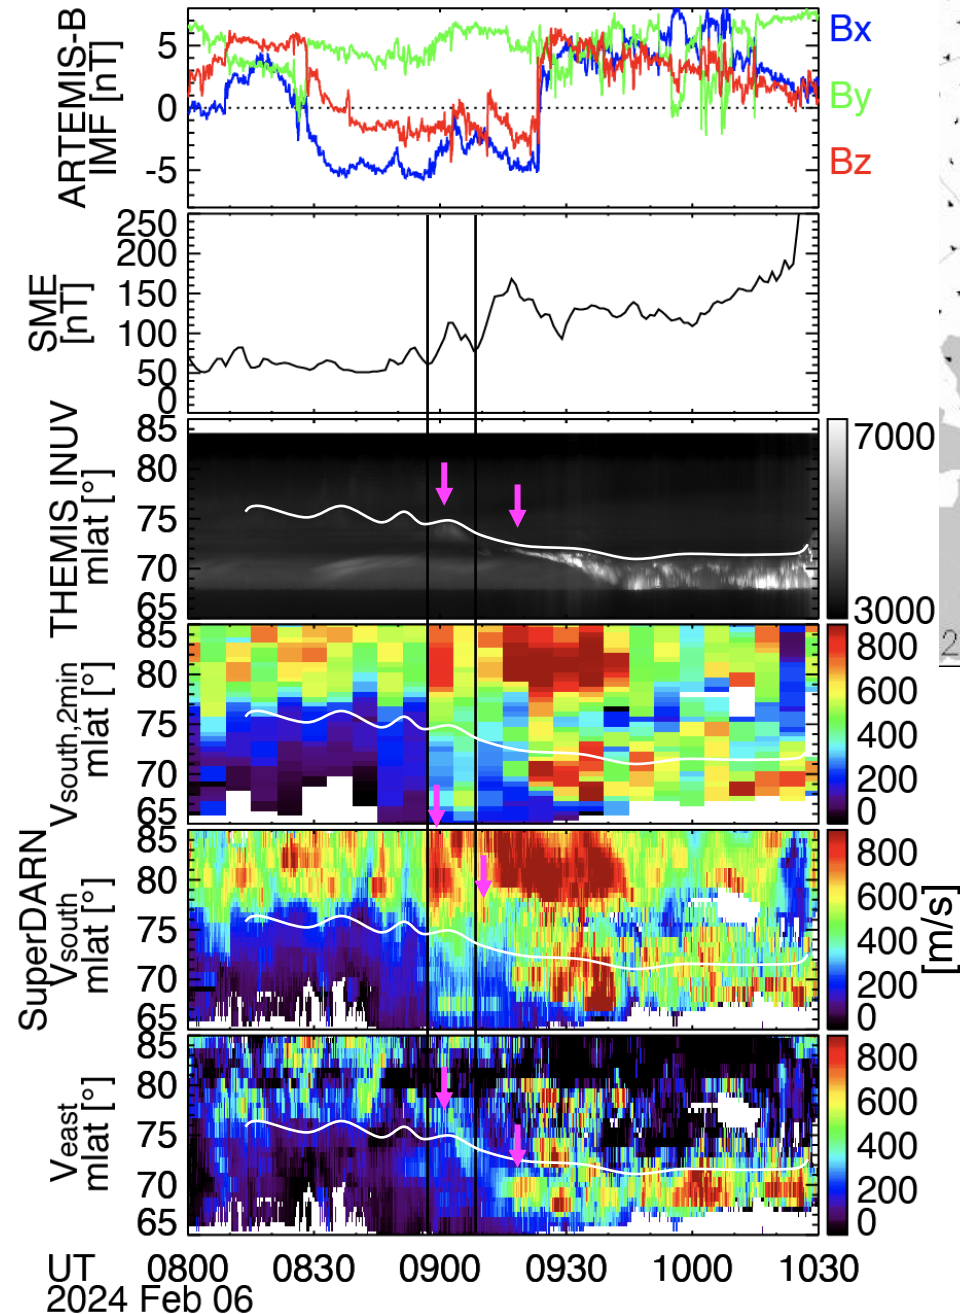 ARTEMIS-B
IMF [nT]
5
0
-5
Bx
By
Bz
SME
[nT]
250
200
150
100
50
0
THEMIS INUV
mlat [°]
85
80
75
70
65
7000
3000
2
Vsouth,2min
mlat [°]
85
80
75
70
65
800
600
400
200
0
SuperDARN
Vsouth
mlat [°]
85
80
75
70
65
800
600
400
200
0
[m/s]
Veast
mlat [°]
85
80
75
70
65
800
600
400
200
0
UT 0800 0830 0900 0930 1000 1030
2024 Feb 06